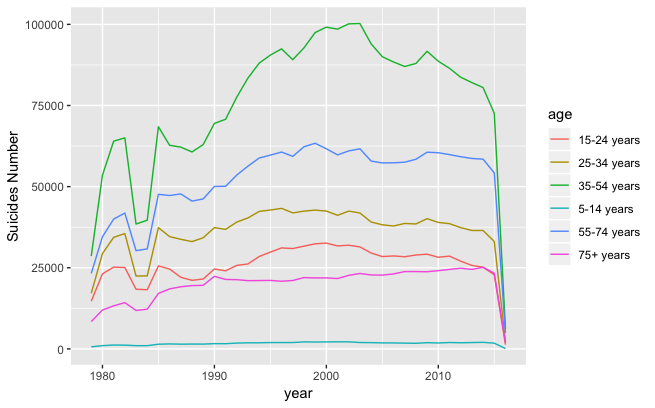 100000
75000
50000
25000
0
Suicides Number
1980 1990 2000 2010
year
age
15-24 years
25-34 years
35-54 years
5-14 years
55-74 years
75+ years